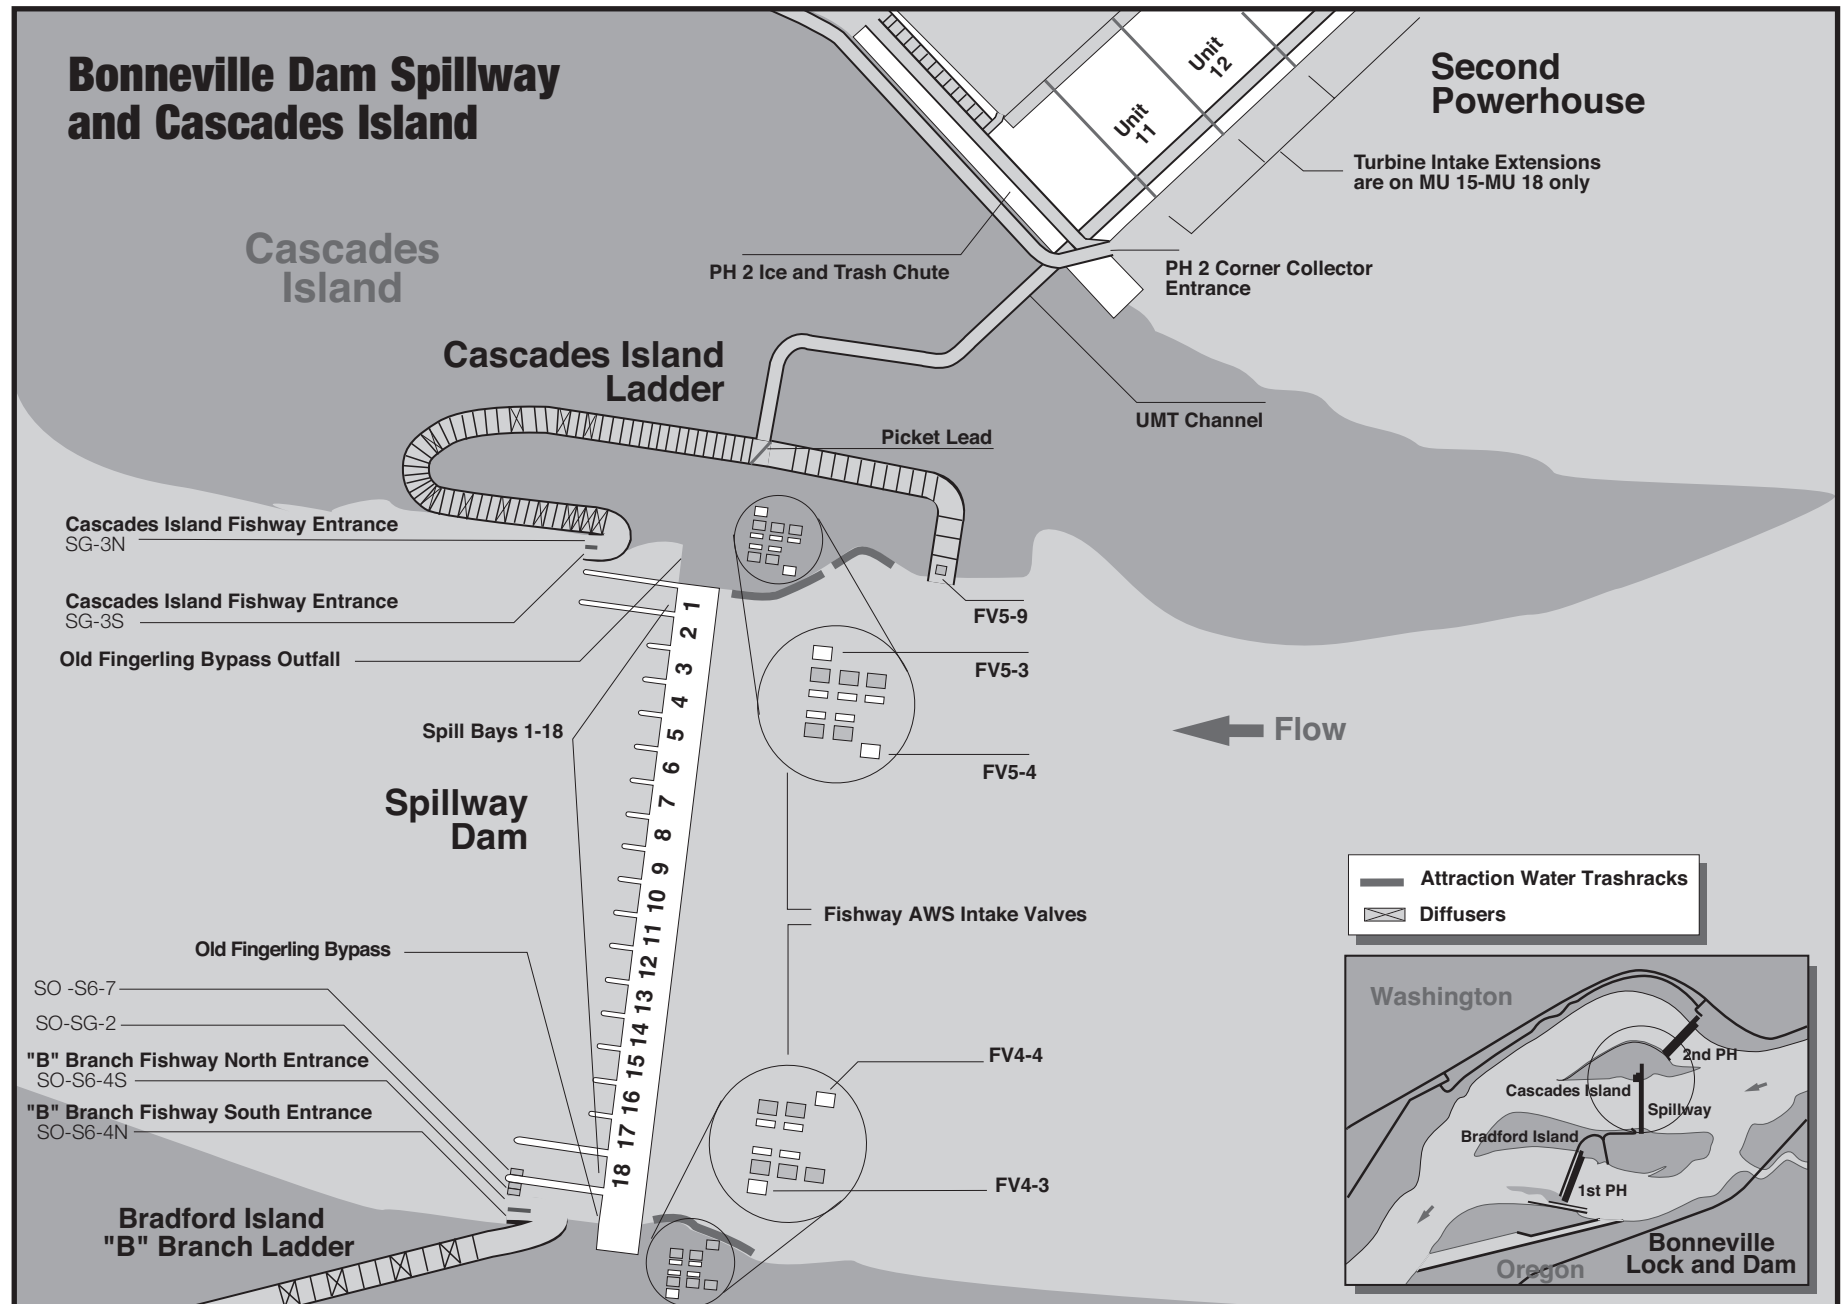 Bonneville Dam Spillway
and Cascades Island
Unit
12
Unit
11
Second
Powerhouse
Turbine Intake Extensions
are on MU 15-MU 18 only
Cascades
Island
PH 2 Ice and Trash Chute
PH 2 Corner Collector
Entrance
Cascades Island
Ladder
UMT Channel
Picket Lead
Cascades Island Fishway Entrance
SG-3N
Cascades Island Fishway Entrance
SG-3S
Old Fingerling Bypass Outfall
FV5-9
FV5-3
FV5-4
Flow
Spill Bays 1-18
Spillway
Dam
1
2
3
4
5
6
7
8
9
10
11
12
13
14
15
16
17
18
Fishway AWS Intake Valves
Attraction Water Trashracks
Diffusers
Old Fingerling Bypass
SO -S6-7
SO-SG-2
"B" Branch Fishway North Entrance
SO-S6-4S
"B" Branch Fishway South Entrance
SO-S6-4N
FV4-4
FV4-3
Bradford Island
"B" Branch Ladder
Washington
2nd PH
Cascades Island
Spillway
Bradford Island
1st PH
Bonneville
Lock and Dam
Oregon